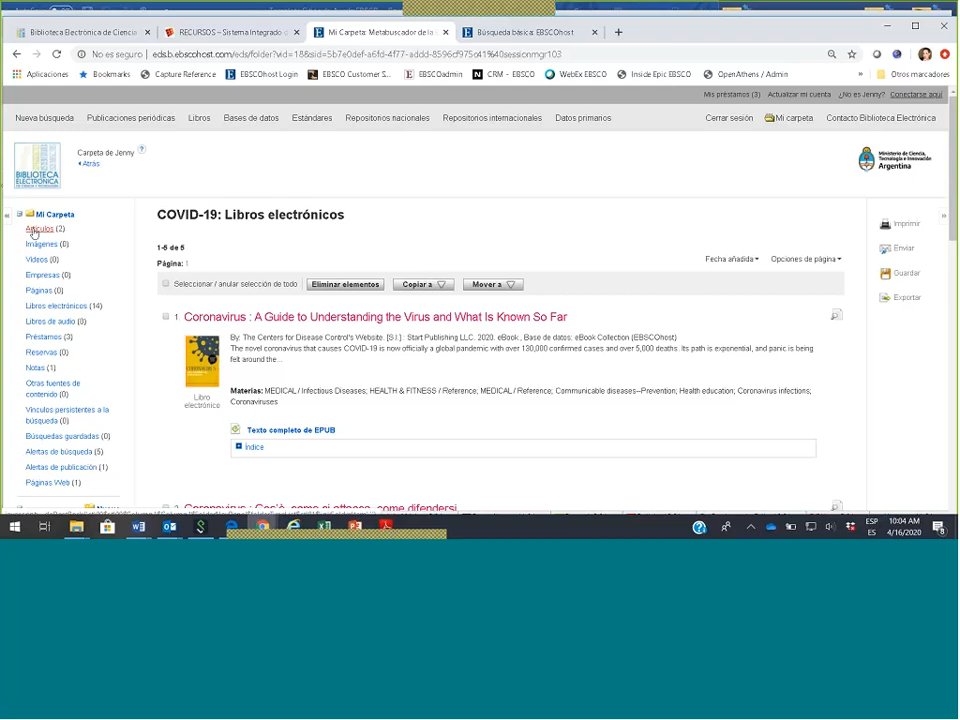 Biblioteca Electrónica de Ciencia
RECURSOS – Sistema Integrado d
Mi Carpeta: Metabuscador de la
Búsqueda básica: EBSCOhost
No es seguro | eds.b.ebscohost.com/eds/folder?vid=18&sid=5b7e0def-a6fd-4f77-addd-8596cf975c41%40sessionmgr103
Aplicaciones
Bookmarks
Capture Reference
EBSCOhost Login
EBSCO Customer S...
EBSCOadmin
CRM - EBSCO
WebEx EBSCO
Inside Epic EBSCO
OpenAthens / Admin
»
Otros marcadores
Mis préstamos (3) Actualizar mi cuenta ¿No es Jenny? Conectarse aquí
Nueva búsqueda Publicaciones periódicas Libros Bases de datos Estándares Repositorios nacionales Repositorios internacionales Datos primarios Cerrar sesión Mi carpeta Contacto Biblioteca Electrónica
BIBLIOTECA
ELECTRÓNICA
Carpeta de Jenny
Atrás
Ministerio de Ciencia,
Tecnología e Innovación
Argentina
Mi Carpeta
Artículos (2)
Imágenes (0)
Videos (0)
Empresas (0)
Páginas (0)
Libros electrónicos (14)
Libros de audio (0)
Préstamos (3)
Reservas (0)
Notas (1)
Otras fuentes de
contenido (0)
Vínculos persistentes a la
búsqueda (0)
Búsquedas guardadas (0)
Alertas de búsqueda (5)
Alertas de publicación (1)
Páginas Web (1)
COVID-19: Libros electrónicos
1-5 de 5
Página: 1
Fecha añadida Opciones de página
Seleccionar / anular selección de todo Eliminar elementos Copiar a Mover a
1. Coronavirus : A Guide to Understanding the Virus and What Is Known So Far
By: The Centers for Disease Control's Website. [S.l.] : Start Publishing LLC. 2020. eBook., Base de datos: eBook Collection (EBSCOhost)
The novel coronavirus that causes COVID-19 is now officially a global pandemic with over 130,000 confirmed cases and over 5,000 deaths. Its path is exponential, and panic is being
felt around the...
Materias: MEDICAL / Infectious Diseases; HEALTH & FITNESS / Reference; MEDICAL / Reference; Communicable diseases--Prevention; Health education; Coronavirus infections;
Coronaviruses
Libro
electrónico
Texto completo de EPUB
Índice
2. Coronavirus : Cos'è, come ci attacca, come difendersi
Imprimir
Enviar
Guardar
Exportar
ESP
ES
10:04 AM
4/16/2020